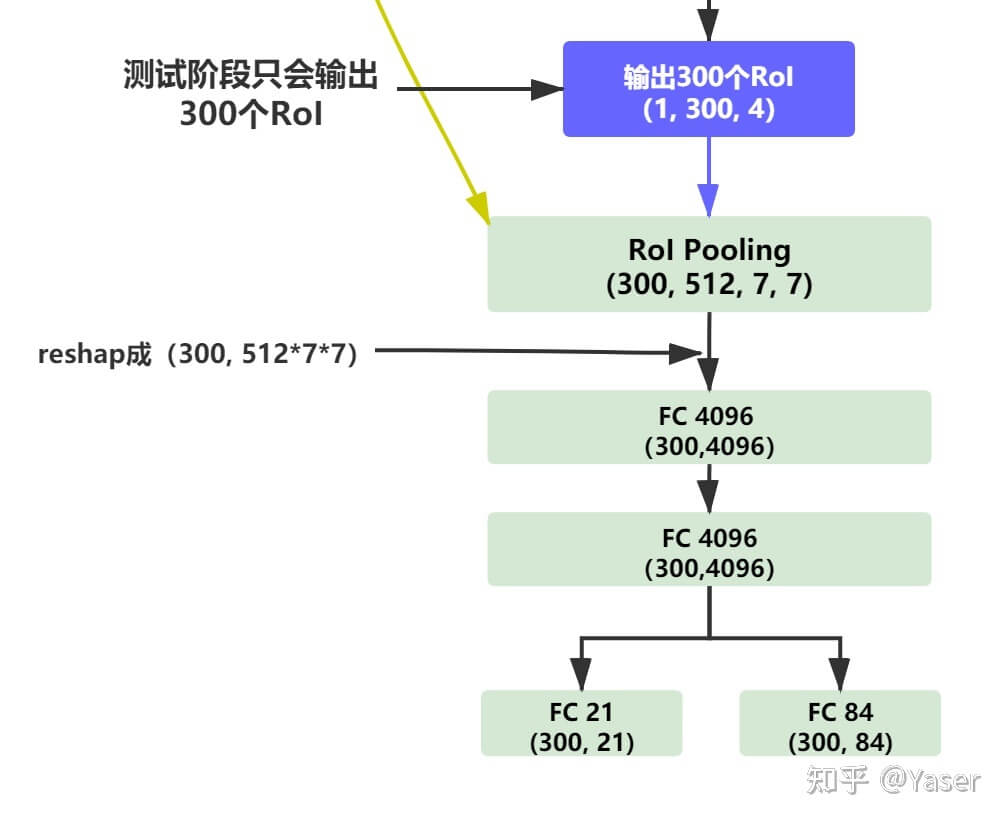 测试阶段只会输出
300个RoI
输出300个RoI
(1, 300, 4)
RoI Pooling
(300, 512, 7, 7)
reshap成（300, 512*7*7）
FC 4096
(300,4096)
FC 4096
(300,4096)
FC 21
(300, 21)
FC 84
(300, 84)
知乎 @Yaser